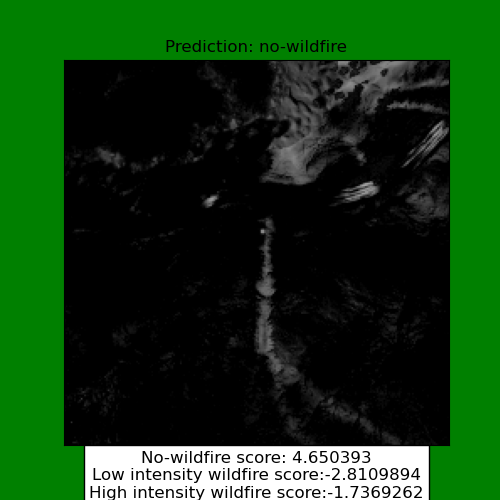 Prediction: no-wildfire
No-wildfire score: 4.650393
Low intensity wildfire score:-2.8109894
High intensity wildfire score:-1.7369262